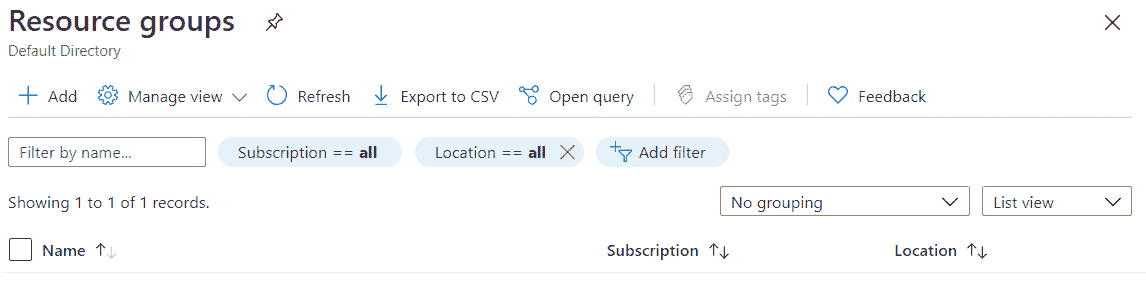 Resource groups
Default Directory
Add Manage view Refresh Export to CSV Open query Assign tags Feedback
Filter by name... Subscription == all Location == all Add filter
Showing 1 to 1 of 1 records. No grouping List view
Name Subscription Location